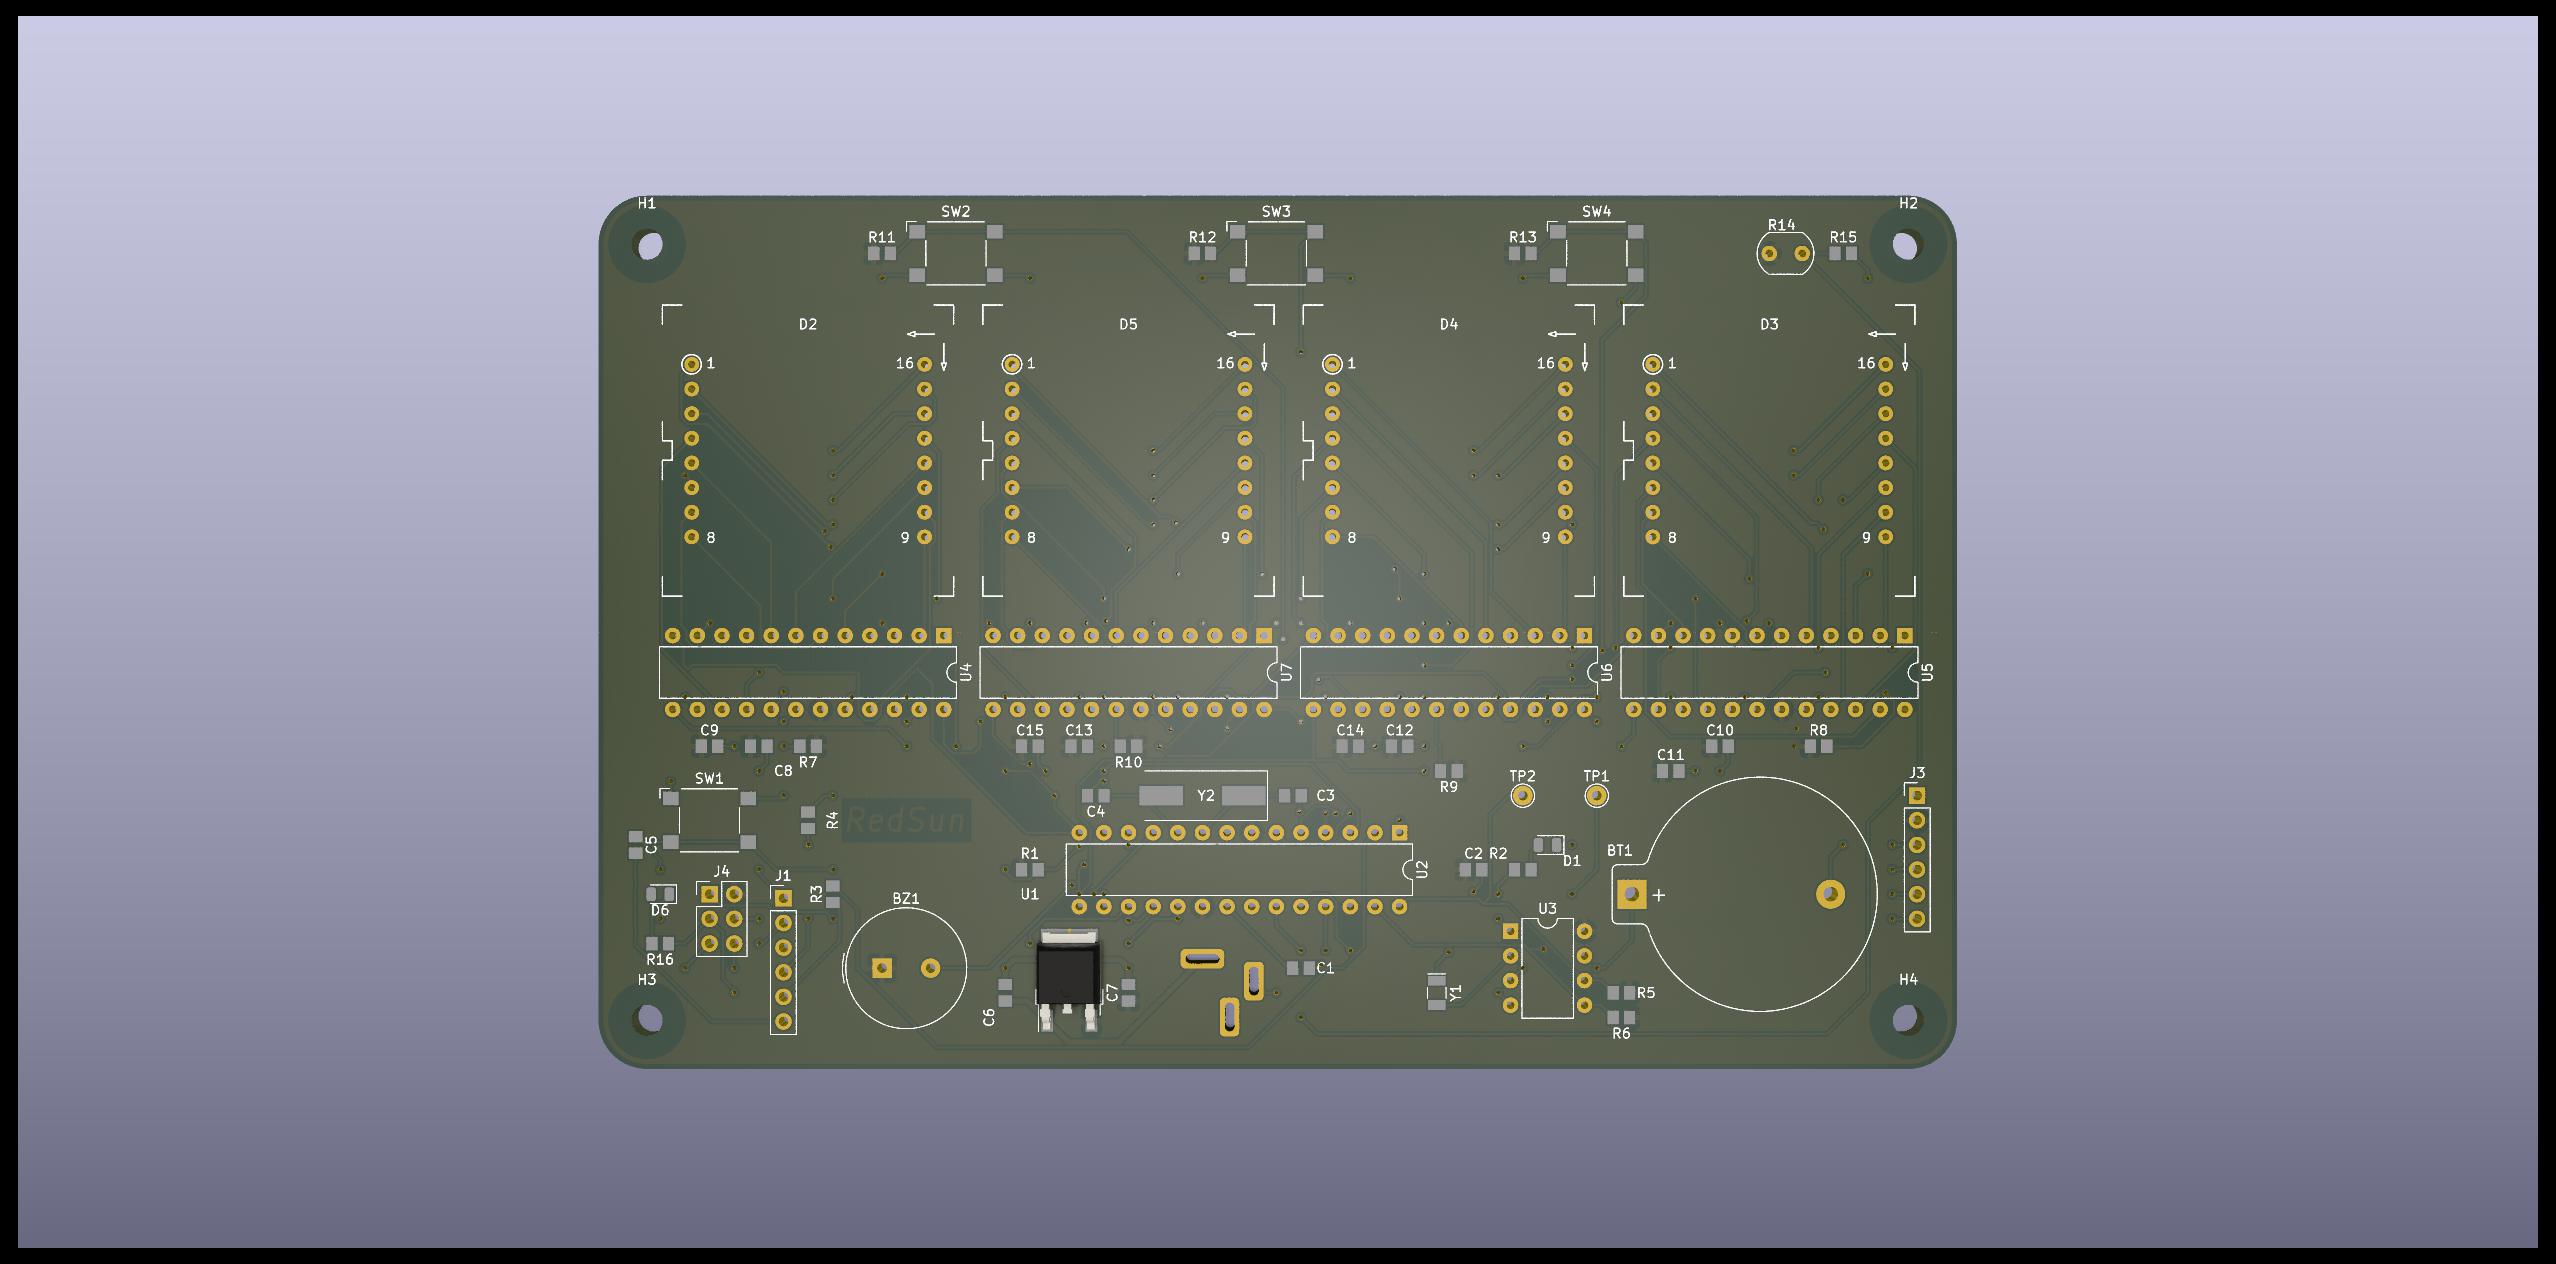 H1
SW2
SW3
SW4
H2
R11
R12
R13
R14
R15
D2
D5
D4
D3
1
16
1
16
1
16
1
16
8
9
8
9
8
9
8
9
U4
U7
U6
U5
C9
C15
C13
C14
C12
C10
R8
R7
R10
C11
C8
SW1
TP2
TP1
J3
R9
Y2
C3
C4
RedSun
R4
C5
R1
U2
C2
R2
D1
BT1
J4
J1
R3
U1
BZ1
+
D6
U3
R16
C1
H3
H4
C7
Y1
R5
C6
R6